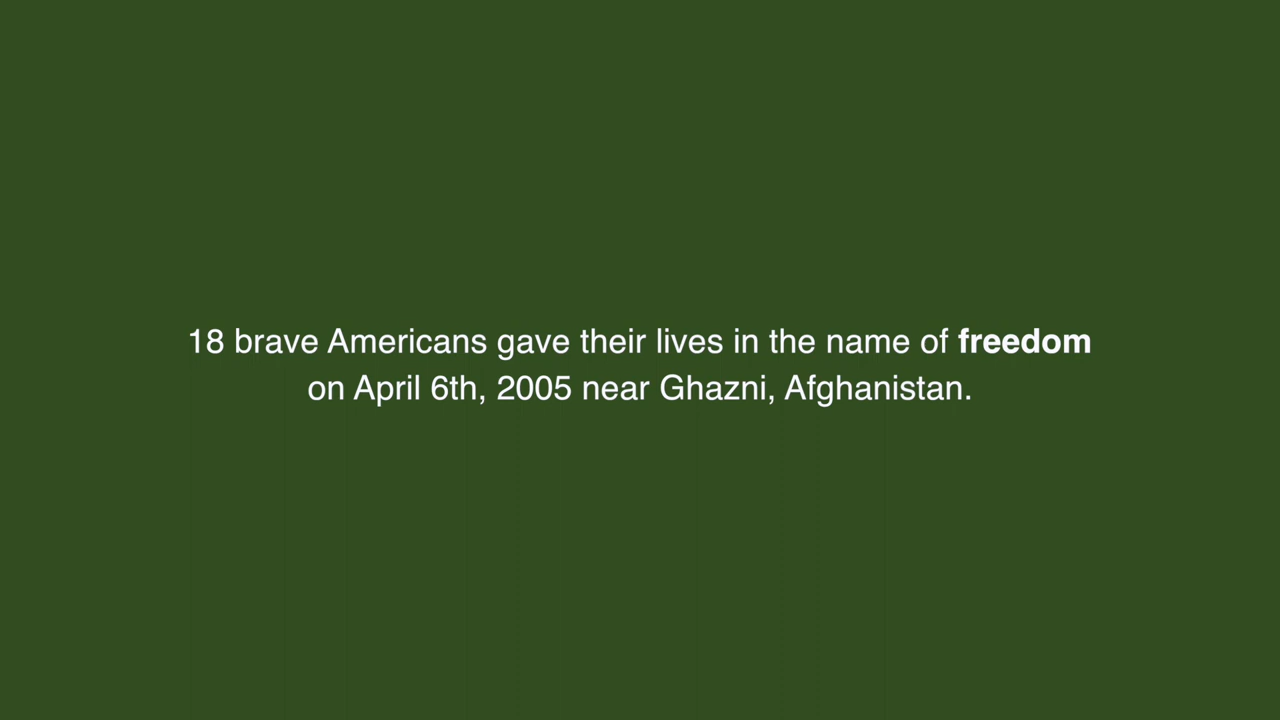 18 brave Americans gave their lives in the name of freedom
on April 6th, 2005 near Ghazni, Afghanistan.